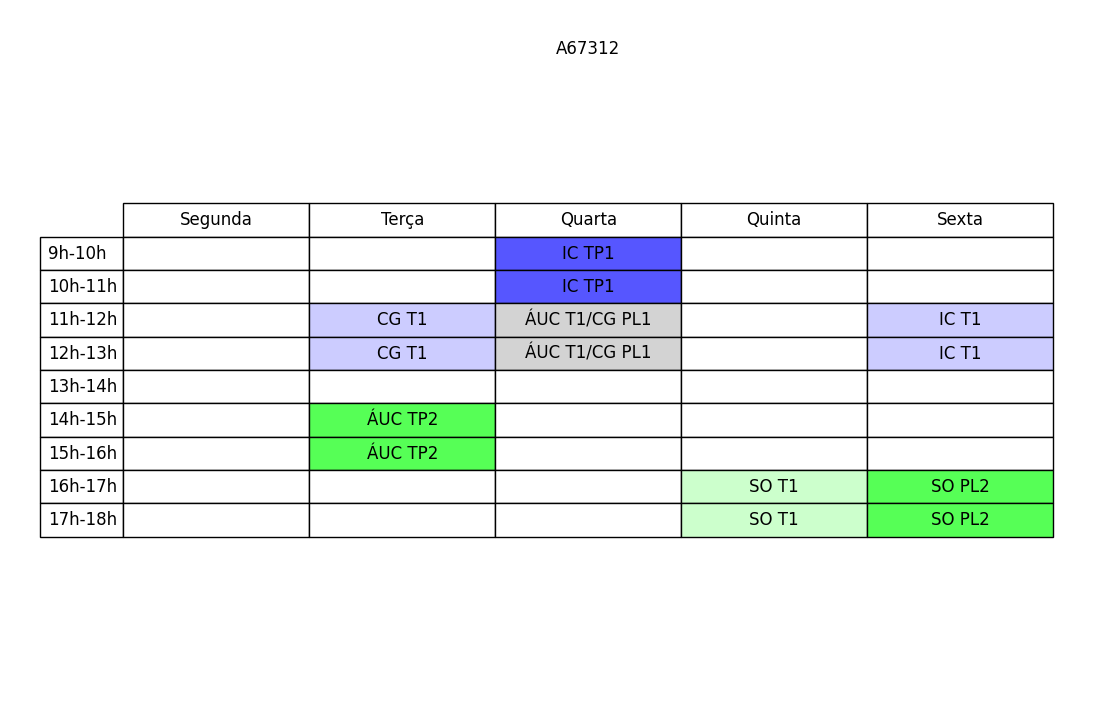 A67312
Segunda Terça Quarta Quinta Sexta
9h-10h IC TP1
10h-11h IC TP1
11h-12h CG T1 ÁUC T1/CG PL1 IC T1
12h-13h CG T1 ÁUC T1/CG PL1 IC T1
13h-14h
14h-15h ÁUC TP2
15h-16h ÁUC TP2
16h-17h SO T1 SO PL2
17h-18h SO T1 SO PL2